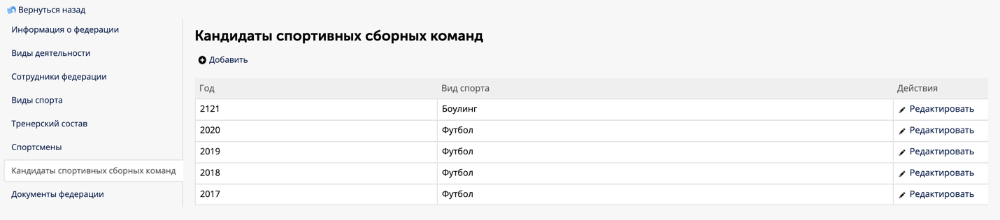 Вернуться назад
Информация о федерации
Виды деятельности
Сотрудники федерации
Виды спорта
Тренерский состав
Спортсмены
Кандидаты спортивных сборных команд
Документы федерации
Кандидаты спортивных сборных команд
Добавить
Год Вид спорта Действия
2121 Боулинг Редактировать
2020 Футбол Редактировать
2019 Футбол Редактировать
2018 Футбол Редактировать
2017 Футбол Редактировать